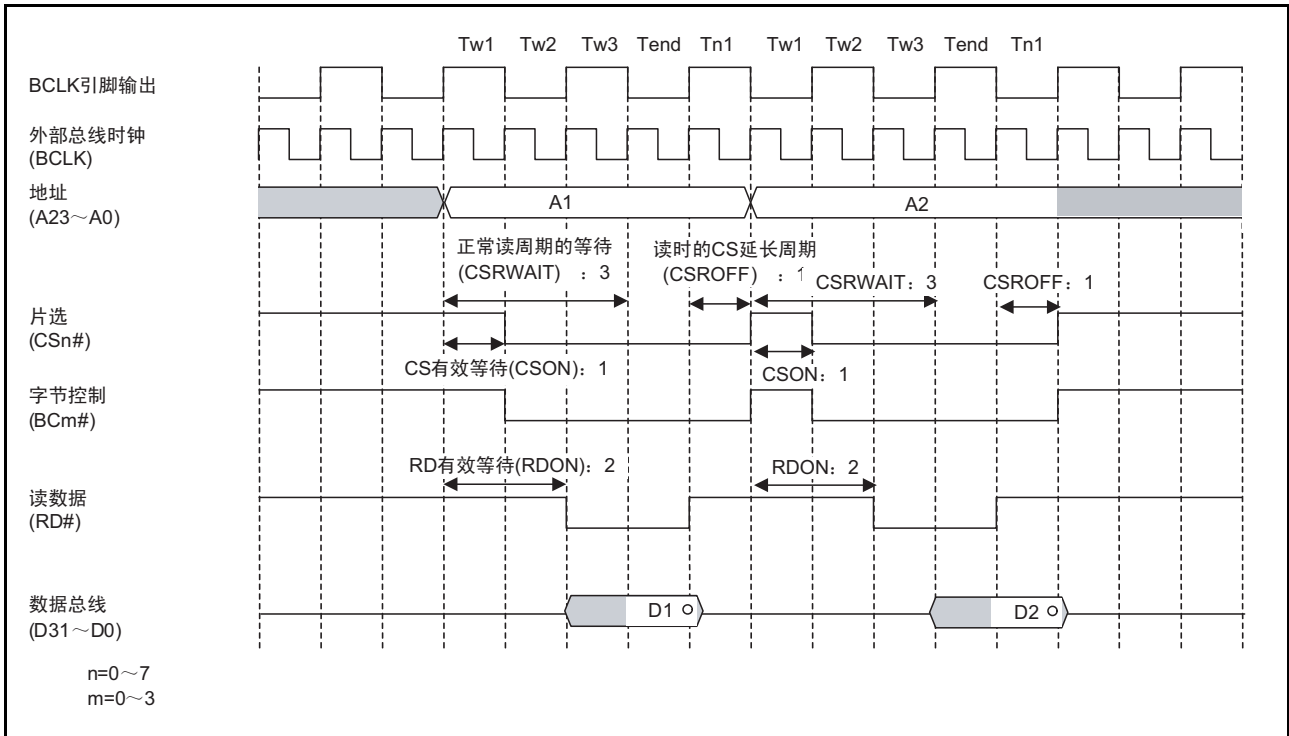 Tw1 Tw2 Tw3 Tend Tn1 Tw1 Tw2 Tw3 Tend Tn1
BCLK引脚输出
外部总线时钟
(BCLK)
地址
(A23～A0)
A1
A2
正常读周期的等待
(CSRWAIT) ：3
读时的CS延长周期
(CSROFF) ：1
CSRWAIT：3
CSROFF：1
片选
(CSn#)
CS有效等待(CSON)：1
CSON：1
字节控制
(BCm#)
RD有效等待(RDON)：2
RDON：2
读数据
(RD#)
数据总线
(D31～D0)
D1
D2
n=0～7
m=0～3